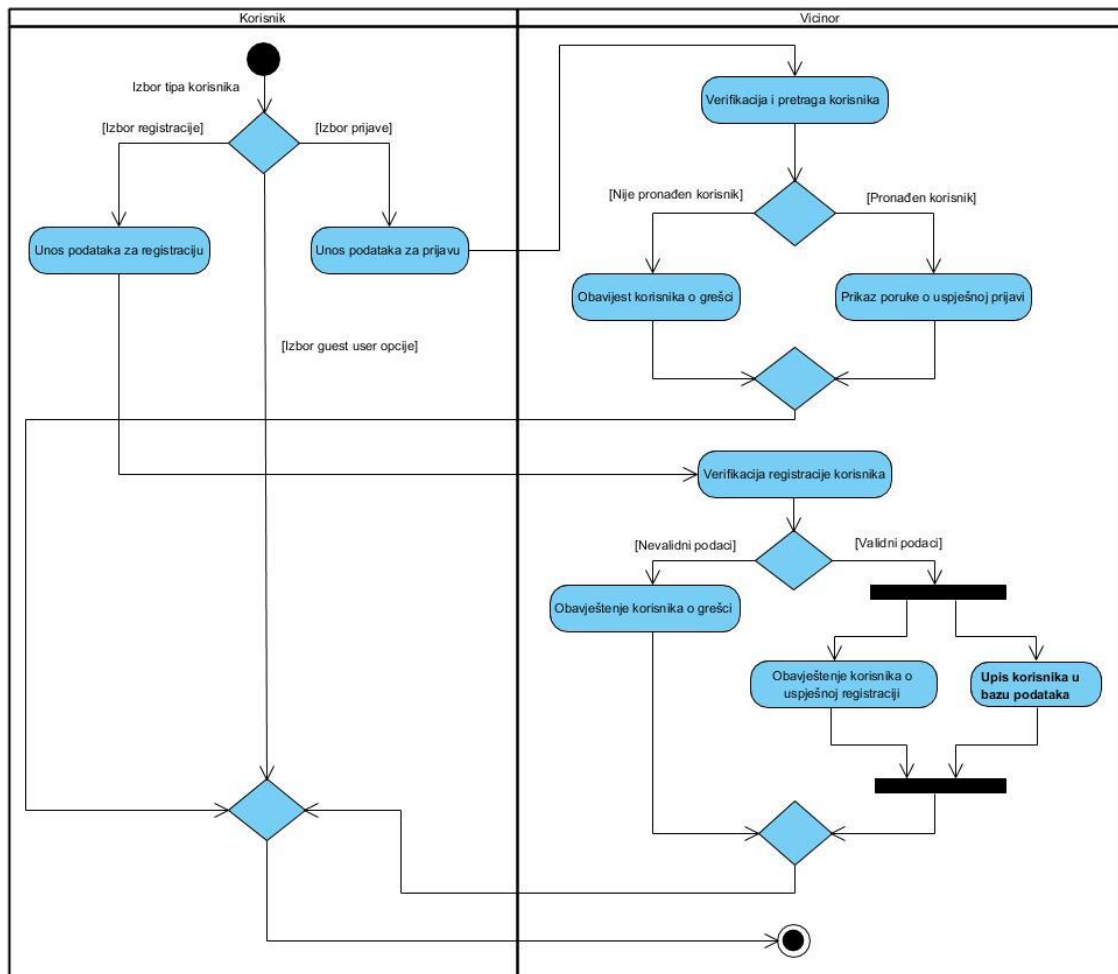 Korisnik
Vicinor
Izbor tipa korisnika
[Izbor registracije]
[Izbor prijave]
Verifikacija i pretraga korisnika
[Nije pronađen korisnik]
[Pronađen korisnik]
Unos podataka za registraciju
Unos podataka za prijavu
Obavijest korisnika o grešci
Prikaz poruke o uspješnoj prijavi
[Izbor guest user opcije]
Verifikacija registracije korisnika
[Nevalidni podaci]
[Validni podaci]
Obavještenje korisnika o grešci
Obavještenje korisnika o
uspješnoj registraciji
Upis korisnika u
bazu podataka